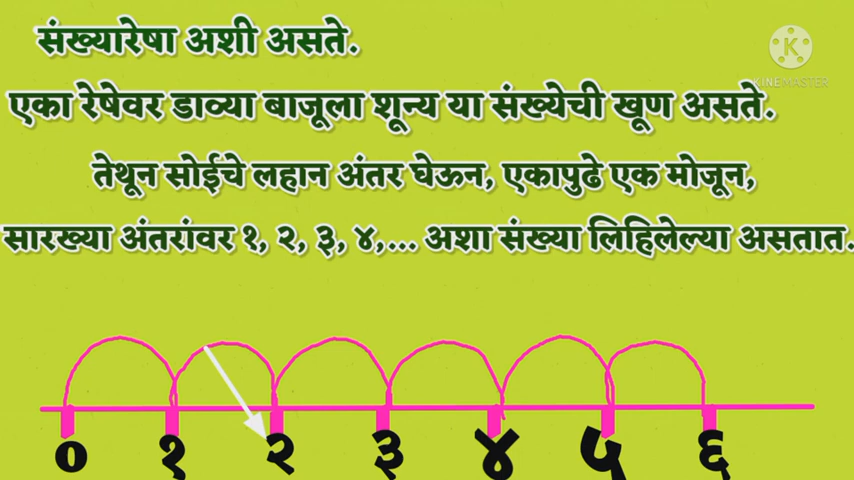 संख्यारेषा अशी असते.
K
KINEMASTER
एका रेषेवर डाव्या बाजूला शून्य या संख्येची खूण असते.
तेथून सोईचे लहान अंतर घेऊन, एकापुढे एक मोजून,
सारख्या अंतरांवर १, २, ३, ४,... अशा संख्या लिहिलेल्या असतात.
० १ २ ३ ४ ५ ६